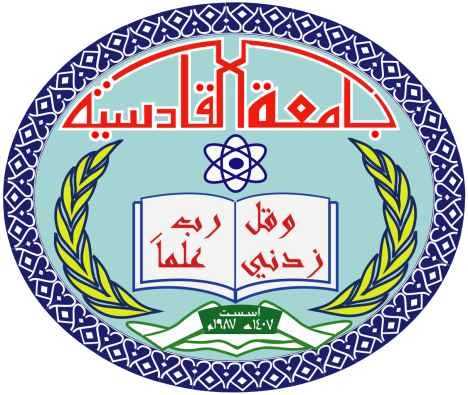 جامعة القادسية
وقل رب
زدني علماً
اسست
١٤٠٧هـ ١٩٨٧م